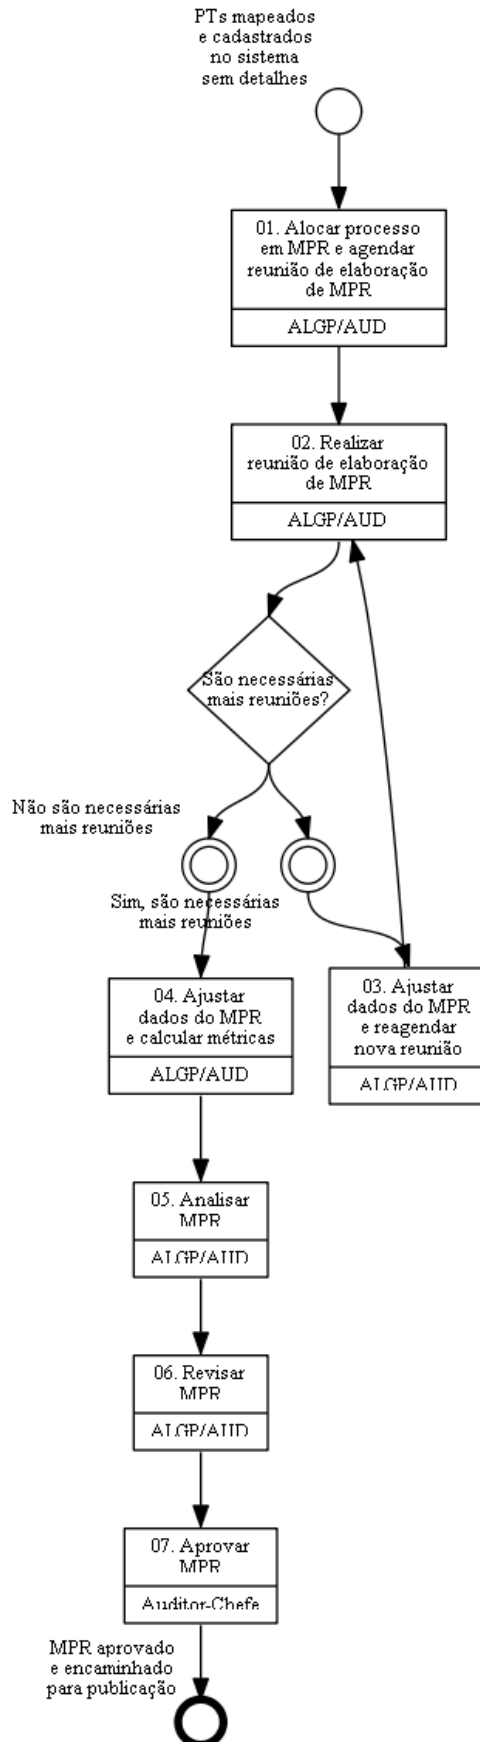 PTs mapeados
e cadastrados
no sistema
sem detalhes
01. Alocar processo
em MPR e agendar
reunião de elaboração
de MPR
ALGP/AUD
02. Realizar
reunião de elaboração
de MPR
ALGP/AUD
São necessárias
mais reuniões?
Não são necessárias
mais reuniões
Sim, são necessárias
mais reuniões
03. Ajustar
dados do MPR
e reagendar
nova reunião
ALGP/AUD
04. Ajustar
dados do MPR
e calcular métricas
ALGP/AUD
05. Analisar
MPR
ALGP/AUD
06. Revisar
MPR
ALGP/AUD
07. Aprovar
MPR
Auditor-Chefe
MPR aprovado
e encaminhado
para publicação